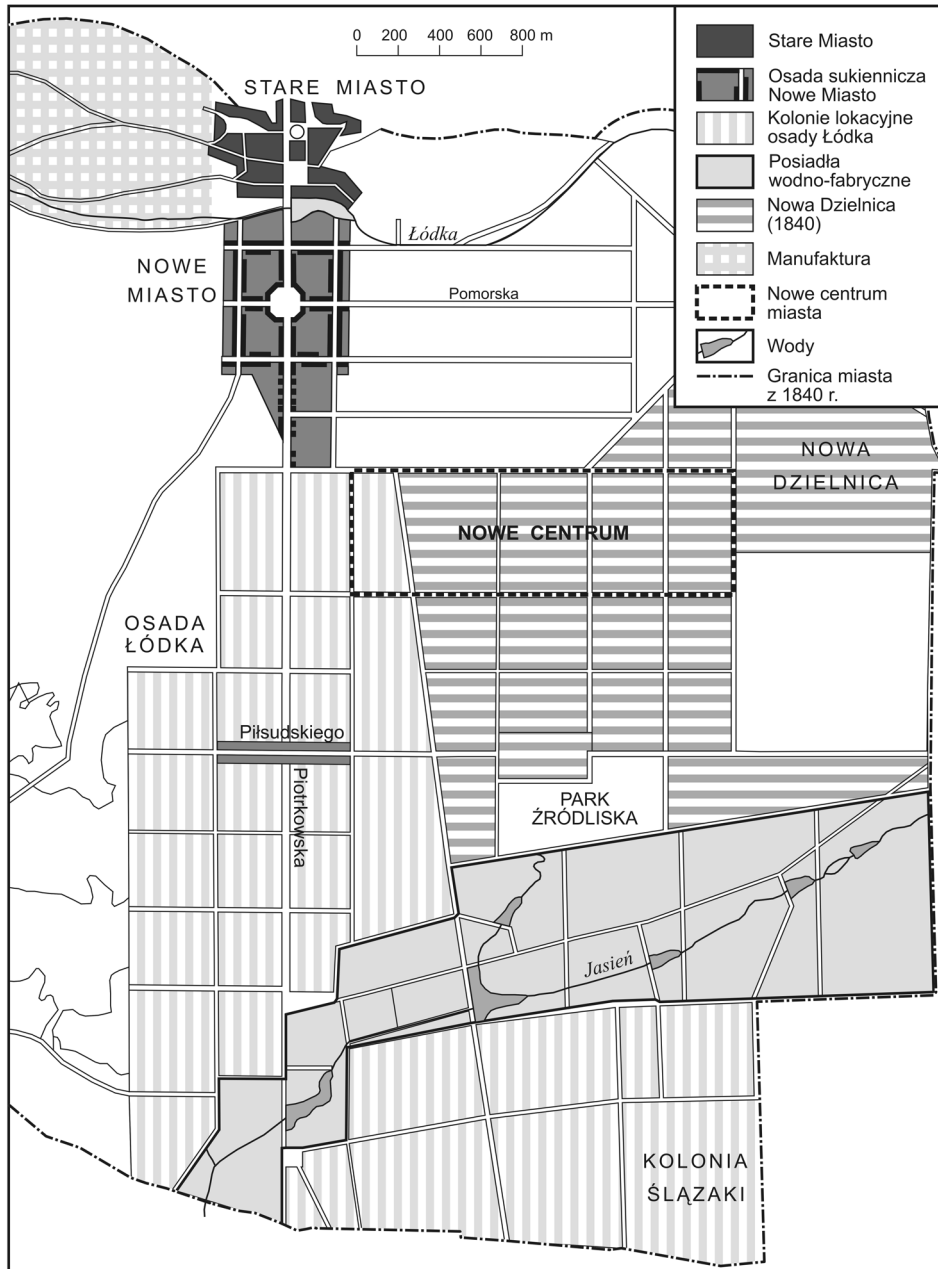 0 200 400 600 800 m
STARE MIASTO
Stare Miasto
Osada sukiennicza
Nowe Miasto
Kolonie lokacyjne
osady Łódka
Posiadła
wodno-fabryczne
Nowa Dzielnica
(1840)
Manufaktura
Nowe centrum
miasta
Wody
Granica miasta
z 1840 r.
Łódka
NOWE
MIASTO
Pomorska
NOWA
DZIELNICA
NOWE CENTRUM
OSADA
ŁÓDKA
Piłsudskiego
Piotrkowska
PARK
ŹRÓDLISKA
Jasień
KOLONIA
ŚLĄZAKI